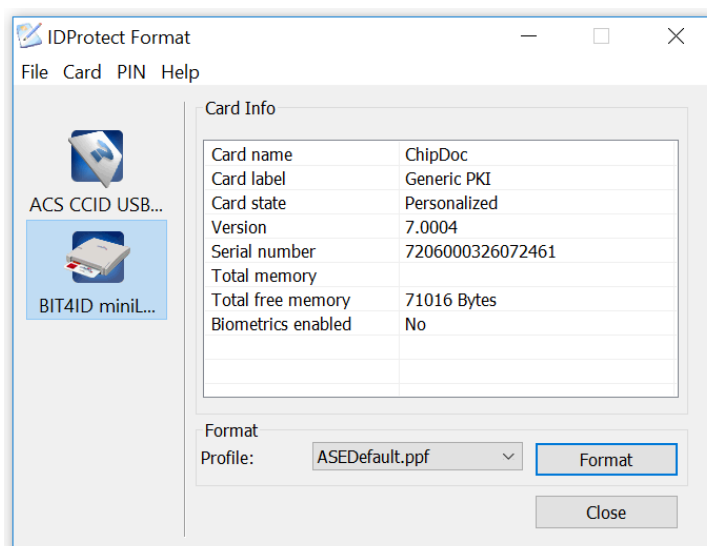 IDProtect Format
File Card PIN Help
ACS CCID USB...
BIT4ID miniL...
Card Info
Card name ChipDoc
Card label Generic PKI
Card state Personalized
Version 7.0004
Serial number 7206000326072461
Total memory
Total free memory 71016 Bytes
Biometrics enabled No
Format
Profile: ASEDefault.ppf Format
Close